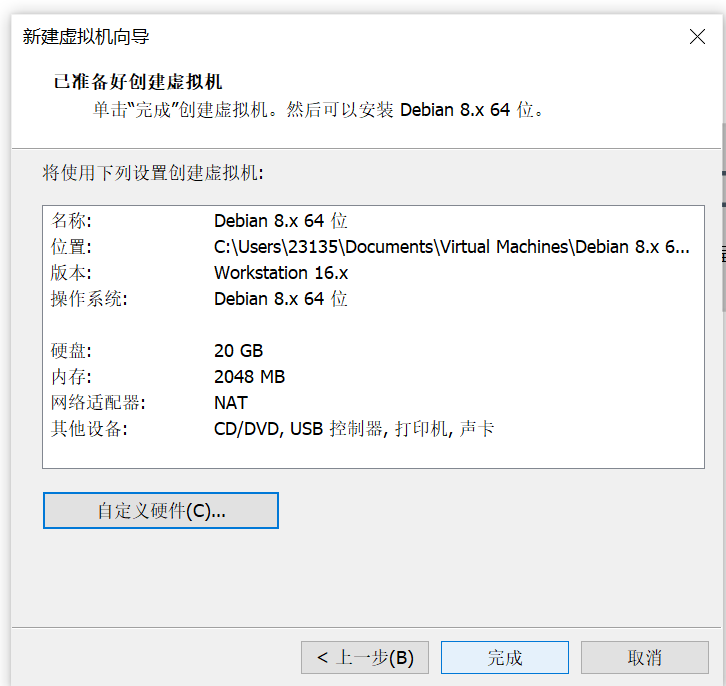 新建虚拟机向导
已准备好创建虚拟机
单击“完成”创建虚拟机。然后可以安装 Debian 8.x 64 位。
将使用下列设置创建虚拟机:
名称: Debian 8.x 64 位
位置: C:\Users\23135\Documents\Virtual Machines\Debian 8.x 6...
版本: Workstation 16.x
操作系统: Debian 8.x 64 位
硬盘: 20 GB
内存: 2048 MB
网络适配器: NAT
其他设备: CD/DVD, USB 控制器, 打印机, 声卡
自定义硬件(C)...
< 上一步(B) 完成 取消